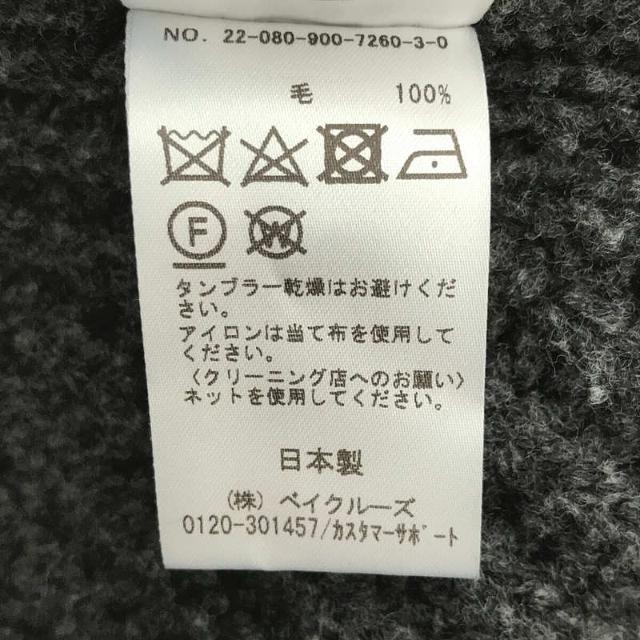 NO. 22-080-900-7260-3-0
毛 100%
F
W
タンブラー乾燥はお避けくだ
さい。
アイロンは当て布を使用して
ください。
〈クリーニング店へのお願い〉
ネットを使用してください。
日本製
（株）ベイクルーズ
0120-301457/カスタマーサポート